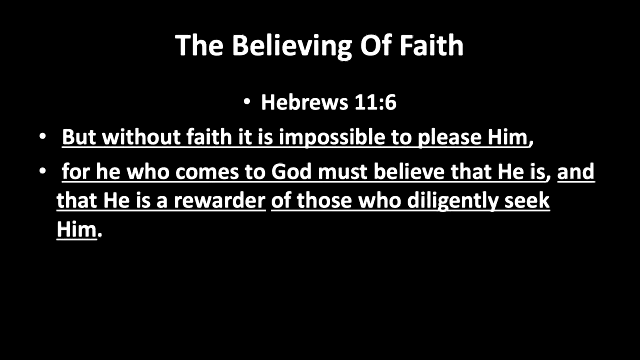 The Believing Of Faith
• Hebrews 11:6
• But without faith it is impossible to please Him,
• for he who comes to God must believe that He is, and
that He is a rewarder of those who diligently seek
Him.